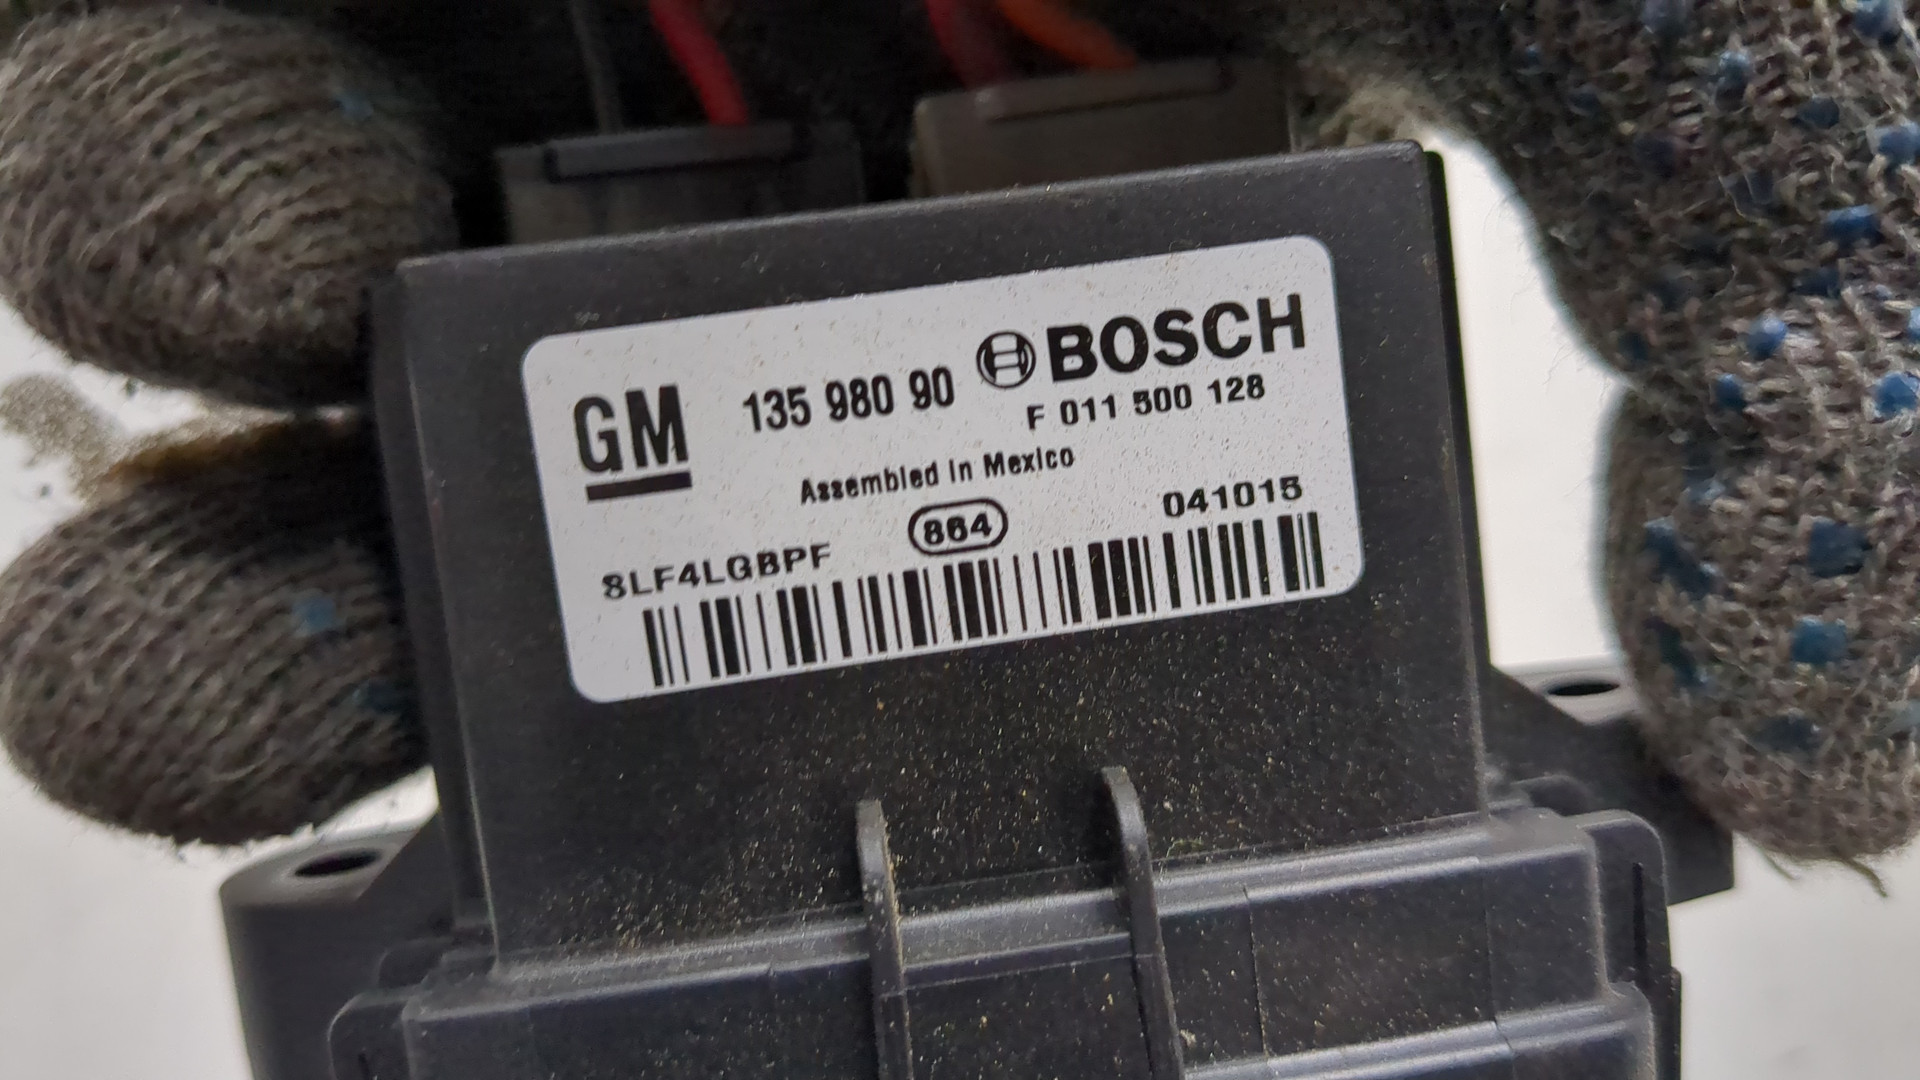 GM 135 980 90 BOSCH
F 011 500 128
Assembled in Mexico
864 041015
8LF4LGBPF